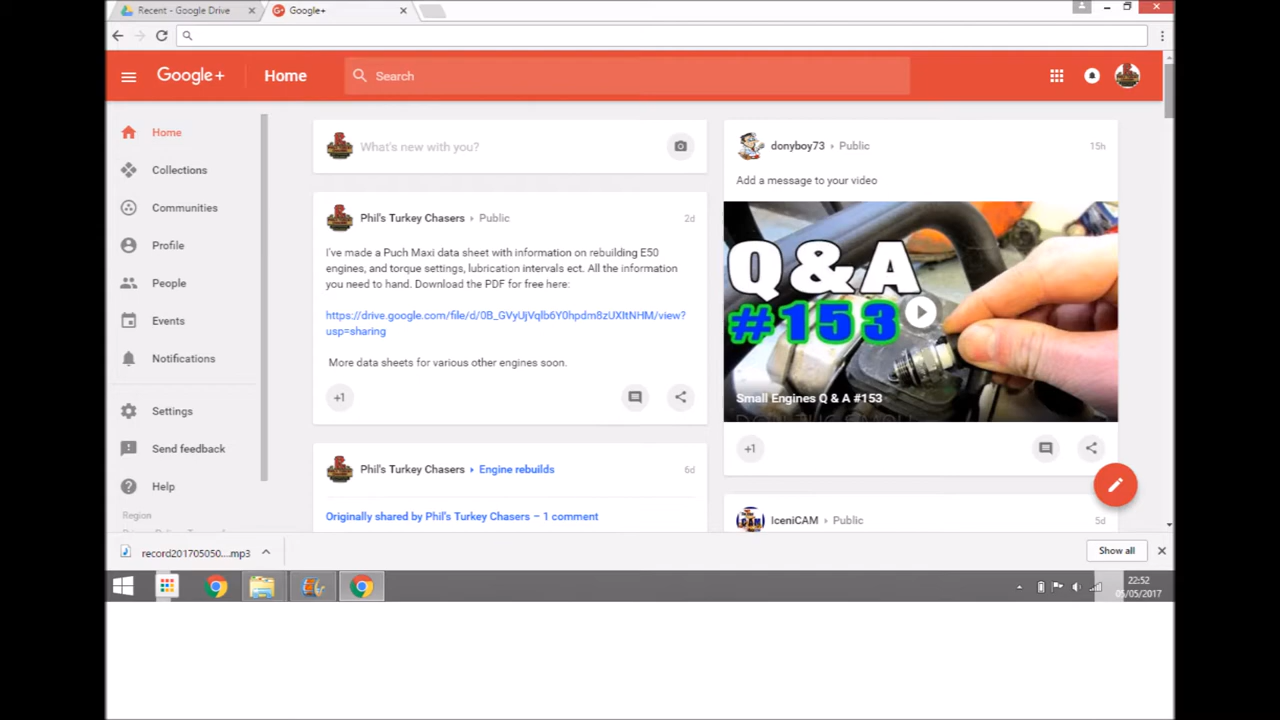 Recent - Google Drive
Google+
Google+
Home
Search
Home
Collections
Communities
Profile
People
Events
Notifications
Settings
Send feedback
Help
Region
What's new with you?
Phil's Turkey Chasers
Public
2d
I've made a Puch Maxi data sheet with information on rebuilding E50
engines, and torque settings, lubrication intervals ect. All the information
you need to hand. Download the PDF for free here:
https://drive.google.com/file/d/0B_GVyUjVqlb6Y0hpdm8zUXItNHM/view?
usp=sharing
More data sheets for various other engines soon.
+1
Phil's Turkey Chasers
Engine rebuilds
6d
Originally shared by Phil's Turkey Chasers – 1 comment
donyboy73
Public
15h
Add a message to your video
Q&A
#153
Small Engines Q & A #153
+1
IceniCAM
Public
5d
record201705050....mp3
Show all
22:52
05/05/2017